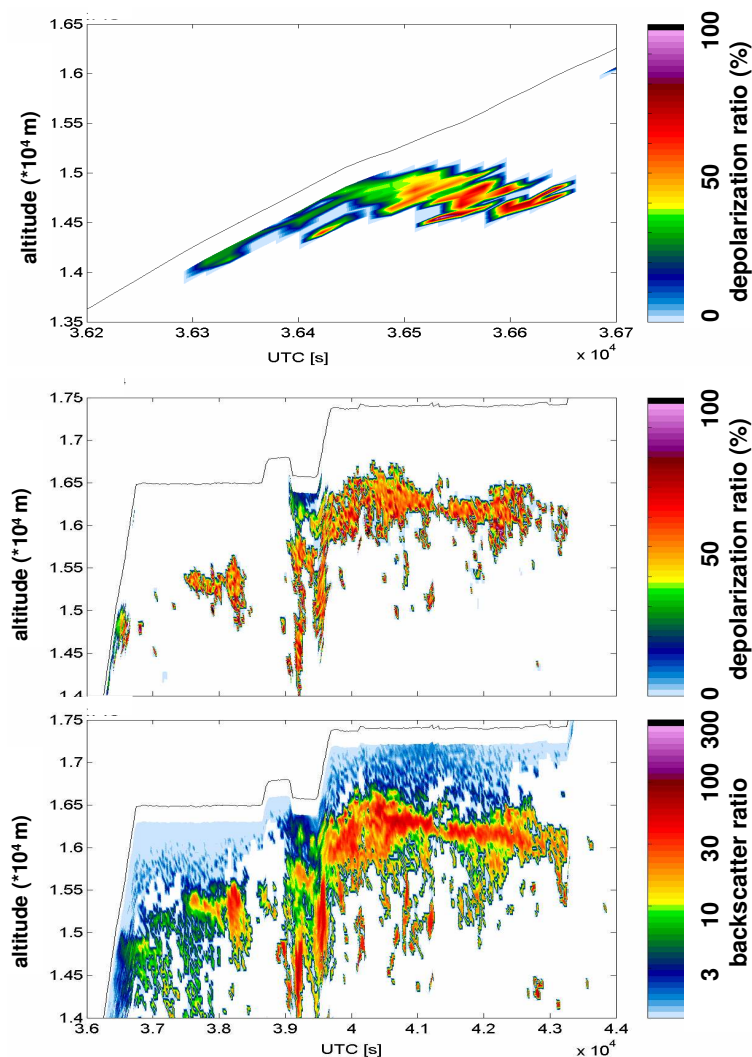 1.65
1.6
1.55
1.5
1.45
1.4
1.35
altitude (*10⁴ m)
3.62 3.63 3.64 3.65 3.66 3.67
UTC [s]
x 10⁴
0 50 100
depolarization ratio (%)
1.75
1.7
1.65
1.6
1.55
1.5
1.45
1.4
altitude (*10⁴ m)
0 50 100
depolarization ratio (%)
1.75
1.7
1.65
1.6
1.55
1.5
1.45
1.4
altitude (*10⁴ m)
3.6 3.7 3.8 3.9 4 4.1 4.2 4.3 4.4
UTC [s]
x 10⁴
3 10 30 100 300
backscatter ratio